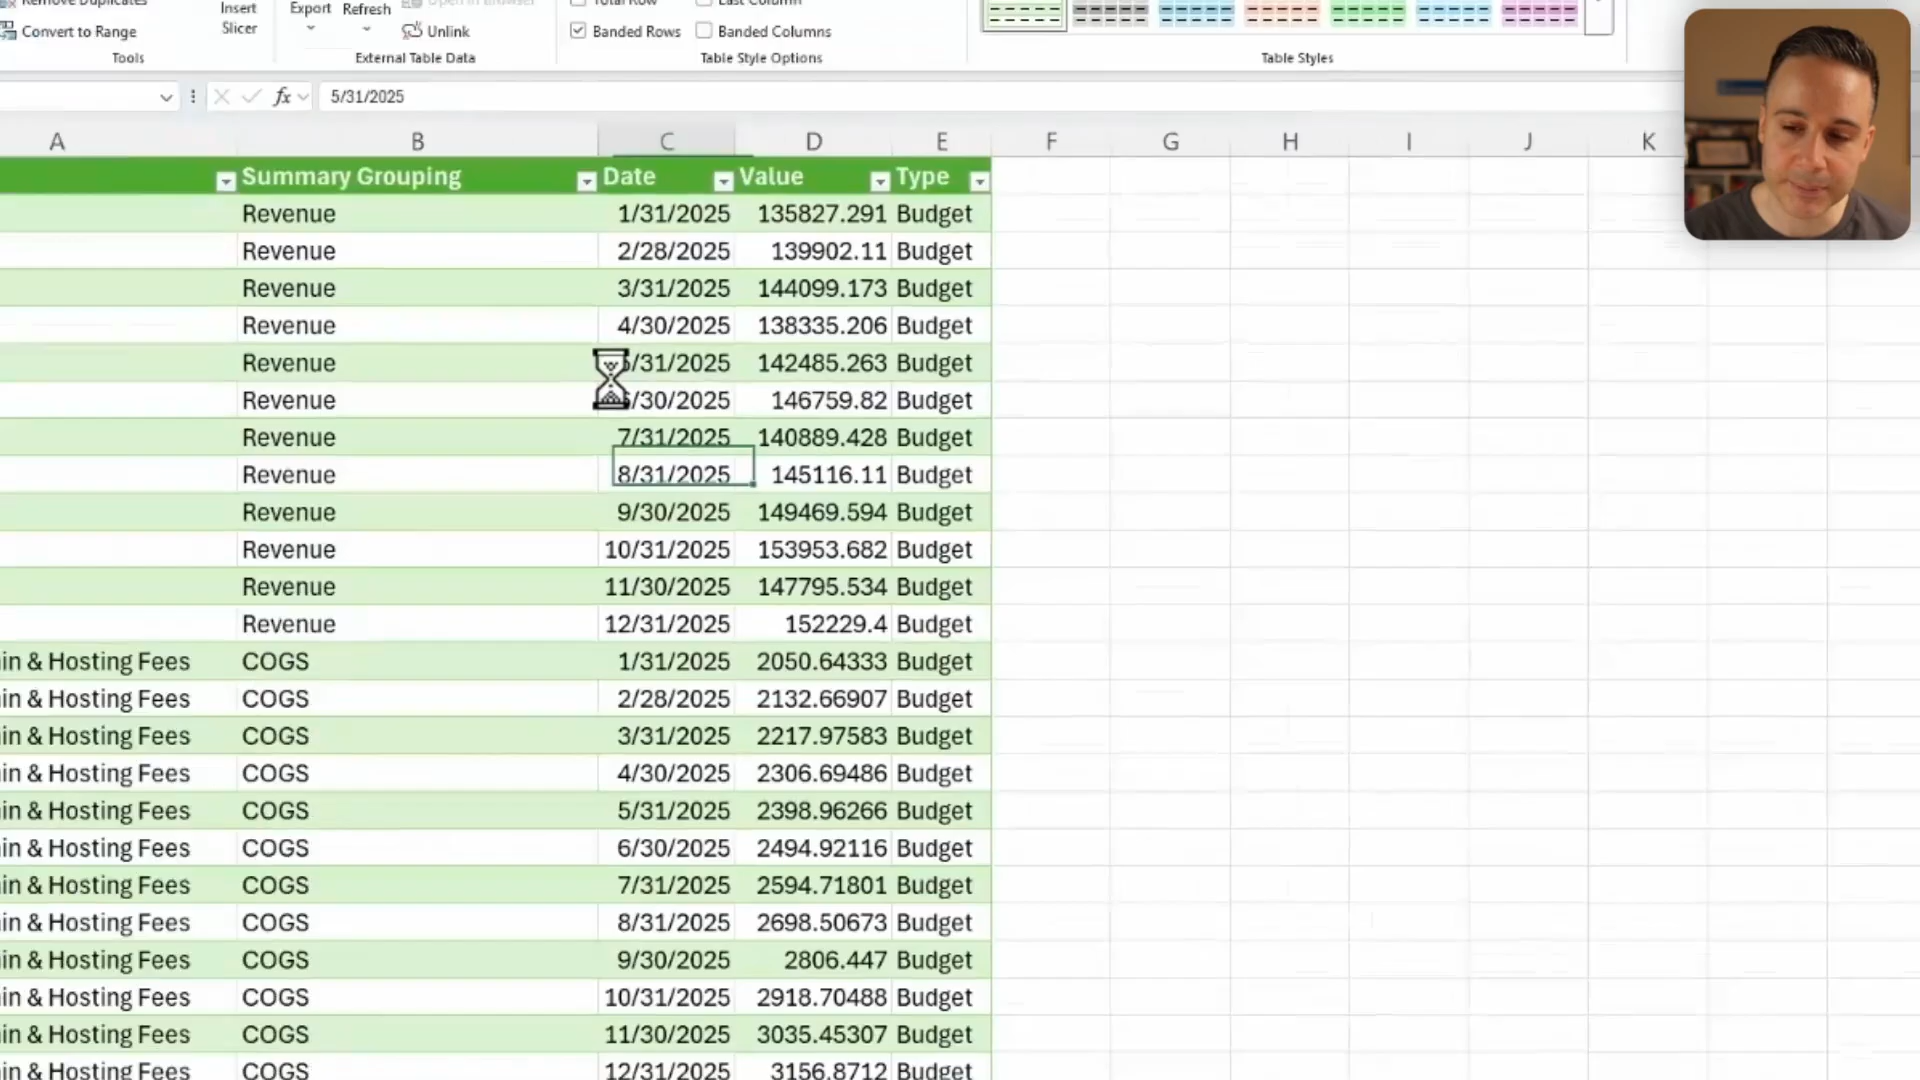 Remove Duplicates
Convert to Range
Tools
Insert
Slicer
Export
Refresh
Open in Browser
Unlink
External Table Data
Total Row
Last Column
Banded Rows
Banded Columns
Table Style Options
Table Styles
fx
5/31/2025
A B C D E F G H I J K
Summary Grouping Date Value Type
Revenue 1/31/2025 135827.291 Budget
Revenue 2/28/2025 139902.11 Budget
Revenue 3/31/2025 144099.173 Budget
Revenue 4/30/2025 138335.206 Budget
Revenue /31/2025 142485.263 Budget
Revenue /30/2025 146759.82 Budget
Revenue 7/31/2025 140889.428 Budget
Revenue 8/31/2025 145116.11 Budget
Revenue 9/30/2025 149469.594 Budget
Revenue 10/31/2025 153953.682 Budget
Revenue 11/30/2025 147795.534 Budget
Revenue 12/31/2025 152229.4 Budget
in & Hosting Fees COGS 1/31/2025 2050.64333 Budget
in & Hosting Fees COGS 2/28/2025 2132.66907 Budget
in & Hosting Fees COGS 3/31/2025 2217.97583 Budget
in & Hosting Fees COGS 4/30/2025 2306.69486 Budget
in & Hosting Fees COGS 5/31/2025 2398.96266 Budget
in & Hosting Fees COGS 6/30/2025 2494.92116 Budget
in & Hosting Fees COGS 7/31/2025 2594.71801 Budget
in & Hosting Fees COGS 8/31/2025 2698.50673 Budget
in & Hosting Fees COGS 9/30/2025 2806.447 Budget
in & Hosting Fees COGS 10/31/2025 2918.70488 Budget
in & Hosting Fees COGS 11/30/2025 3035.45307 Budget
in & Hosting Fees COGS 12/31/2025 3156.8712 Budget